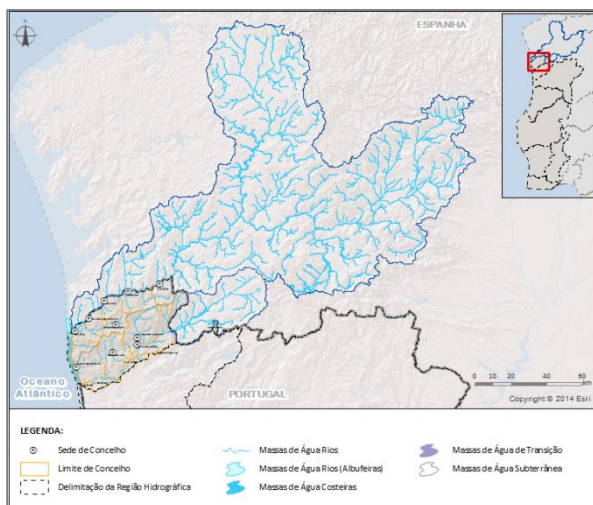 ESPANHA
Oceano
Atlântico
PORTUGAL
0 10 20 30 40 50
km
Copyright © 2014 Esri
LEGENDA:
Sede de Concelho
Limite de Concelho
Delimitação da Região Hidrográfica
Massas de Água Rios
Massas de Água Rios (Albufeiras)
Massas de Água Costeiras
Massas de Água de Transição
Massas de Água Subterrânea